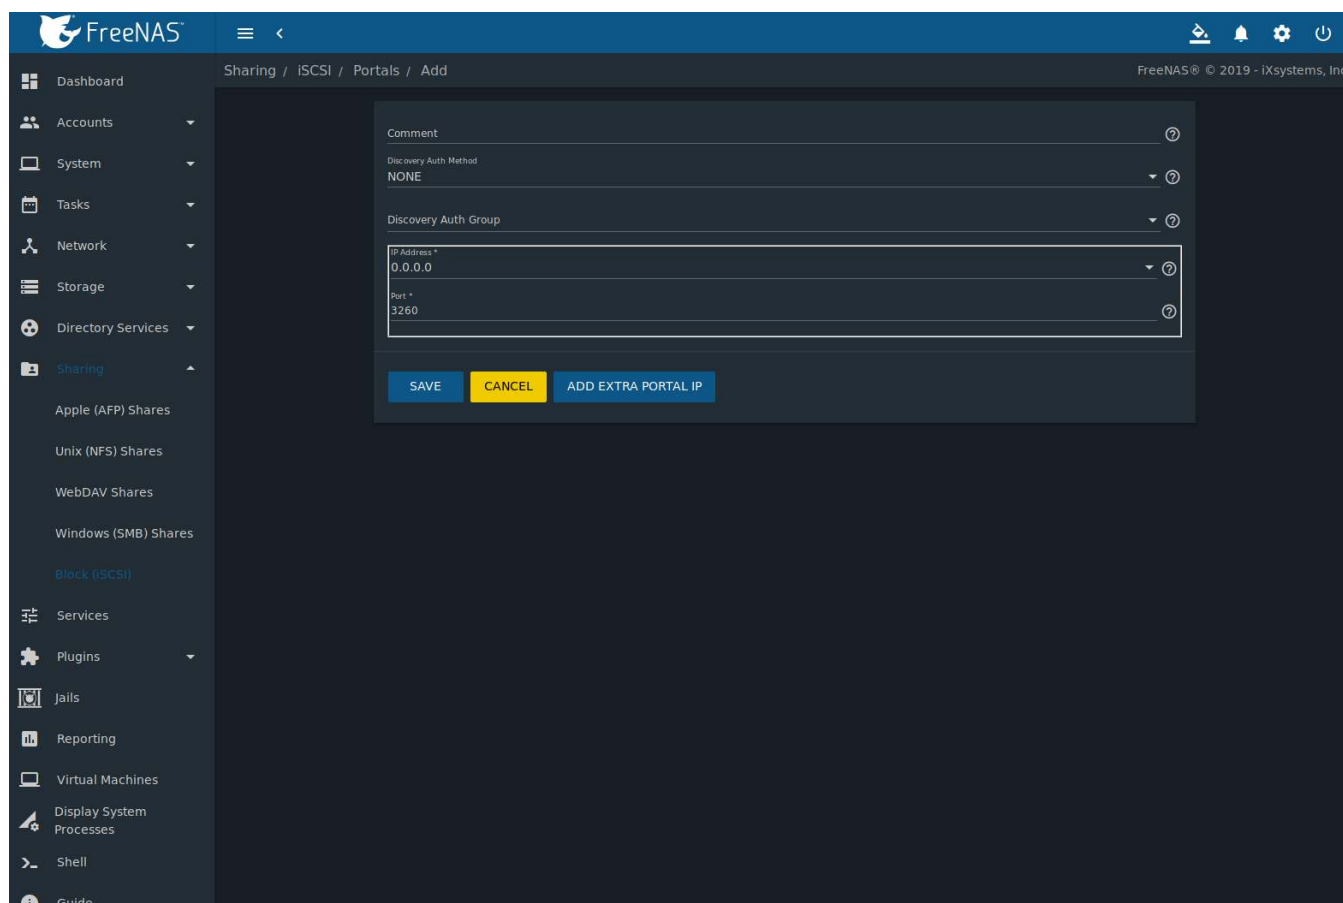 FreeNAS
Sharing / iSCSI / Portals / Add
FreeNAS® © 2019 - iXsystems,
Dashboard
Accounts
System
Tasks
Network
Storage
Directory Services
Sharing
Apple (AFP) Shares
Unix (NFS) Shares
WebDAV Shares
Windows (SMB) Shares
Block (iSCSI)
Services
Plugins
Jails
Reporting
Virtual Machines
Display System
Processes
Shell
Guide
Comment
Discovery Auth Method
NONE
Discovery Auth Group
IP Address *
0.0.0.0
Port *
3260
SAVE
CANCEL
ADD EXTRA PORTAL IP